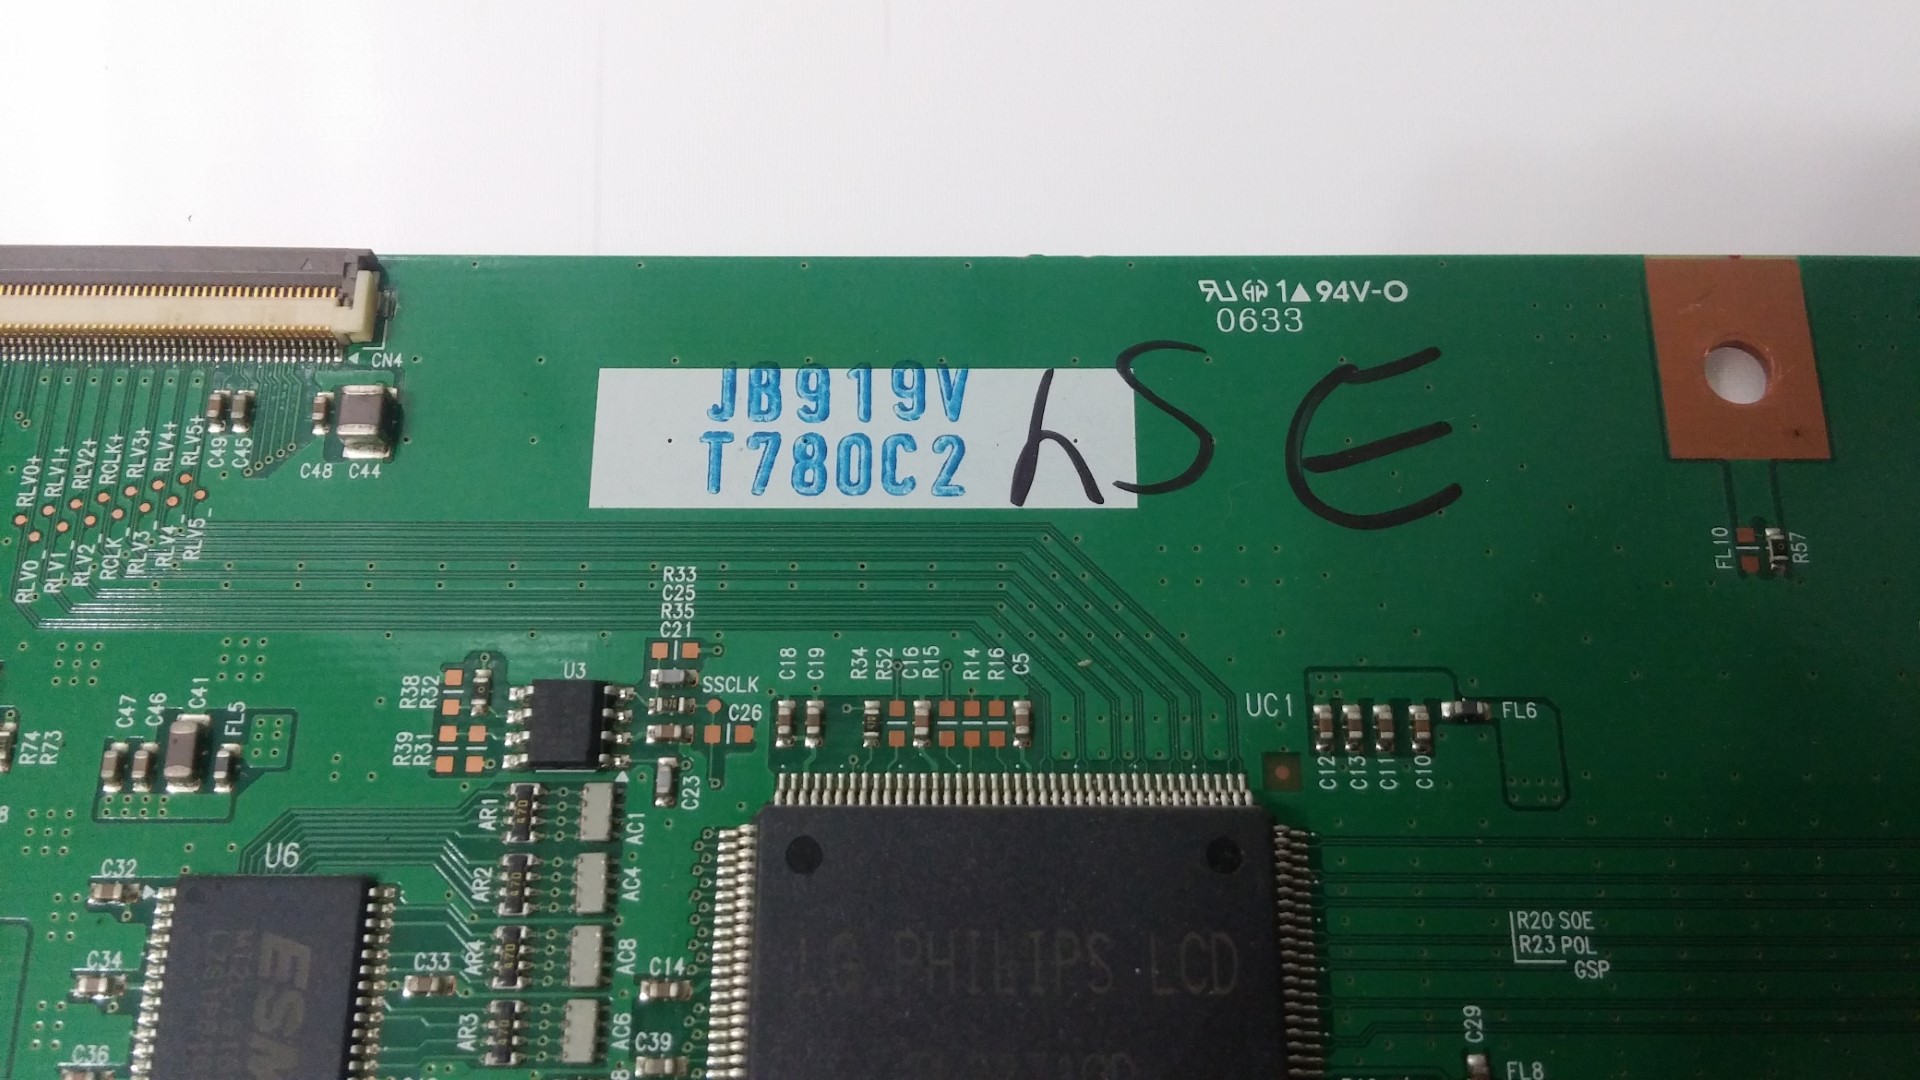 1▲94V-0
0633
JB919V
T780C2
hSE
CN4
C49
C45
C48
C44
RLV0+
RLV1+
RLV2+
RCLK+
RLV3+
RLV4+
RLV5+
RLV0_
RLV1_
RLV2_
RCLK_
RLV3_
RLV4_
RLV5_
FL10
R57
R33
C25
R35
C21
U3
SSCLK
C26
R38
R32
R39
R31
C23
C18
C19
R34
R52
C16
R15
R14
R16
C5
UC1
FL6
C12
C13
C11
C10
C47
C46
C41
FL5
R74
R73
AR1
AC1
AR2
AC4
AR4
AC8
AR3
AC6
U6
C32
C34
C33
C36
C14
C39
ESM
LG.PHILIPS LCD
R20 SOE
R23 POL
GSP
C29
FL8